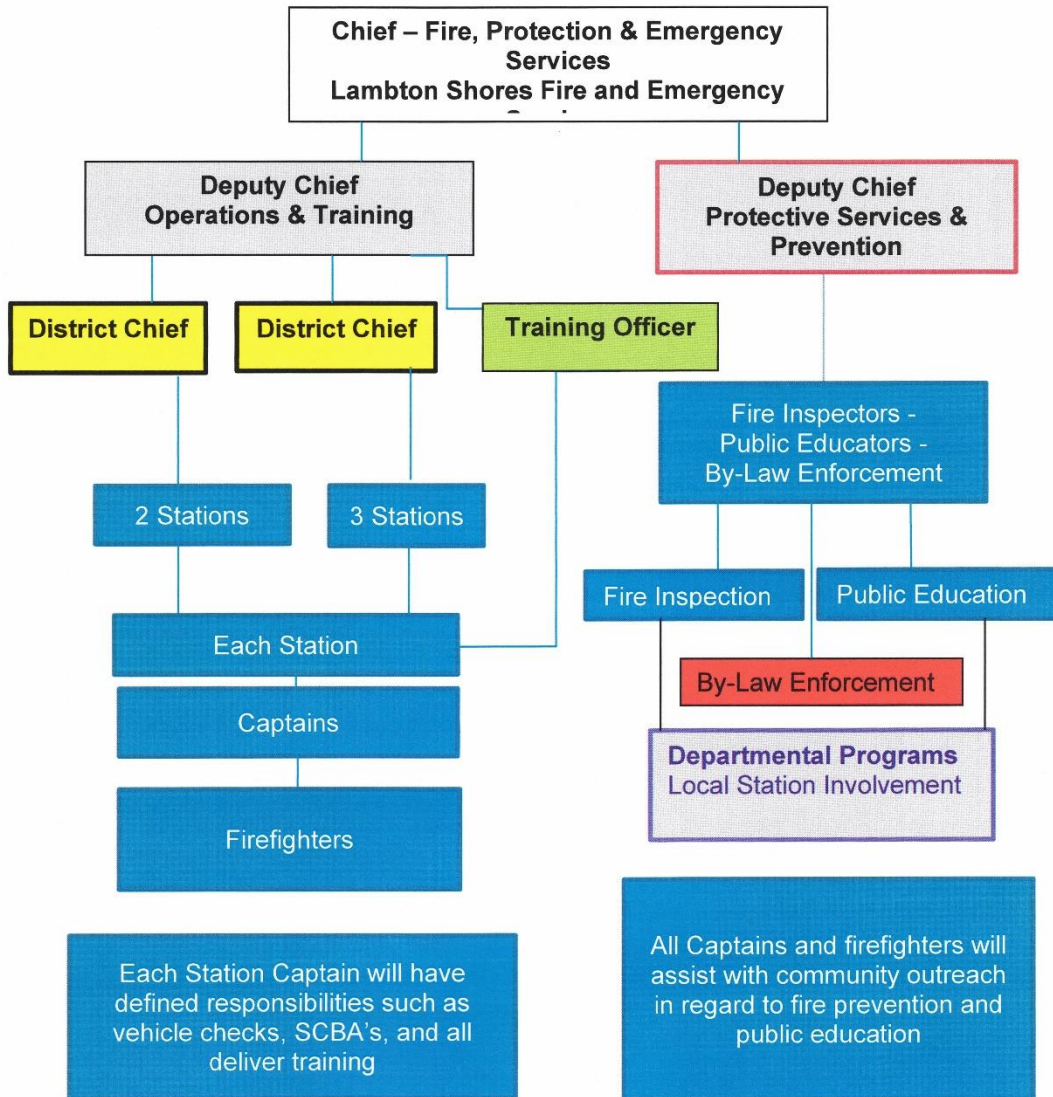 Chief – Fire, Protection & Emergency
Services
Lambton Shores Fire and Emergency
Deputy Chief
Operations & Training
Deputy Chief
Protective Services &
Prevention
District Chief
District Chief
Training Officer
Fire Inspectors -
Public Educators -
By-Law Enforcement
2 Stations
3 Stations
Fire Inspection
Public Education
Each Station
By-Law Enforcement
Captains
Departmental Programs
Local Station Involvement
Firefighters
Each Station Captain will have
defined responsibilities such as
vehicle checks, SCBA's, and all
deliver training
All Captains and firefighters will
assist with community outreach
in regard to fire prevention and
public education